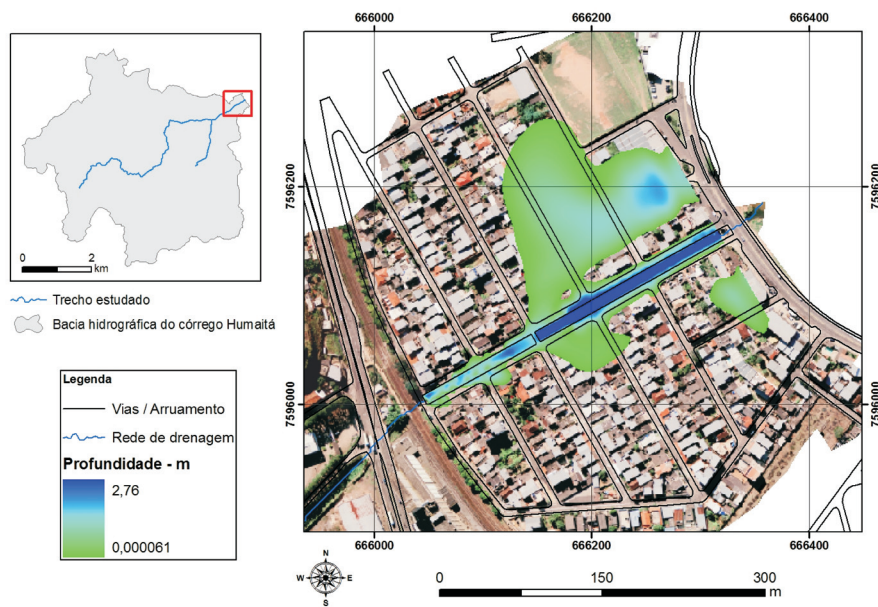 666000
666200
666400
0
2
km
Trecho estudado
Bacia hidrográfica do córrego Humaitá
Legenda
Vias / Arruamento
Rede de drenagem
Profundidade - m
2,76
0,000061
7596200
7596000
7596200
7596000
666000
666200
666400
N
W
E
S
0
150
300
m